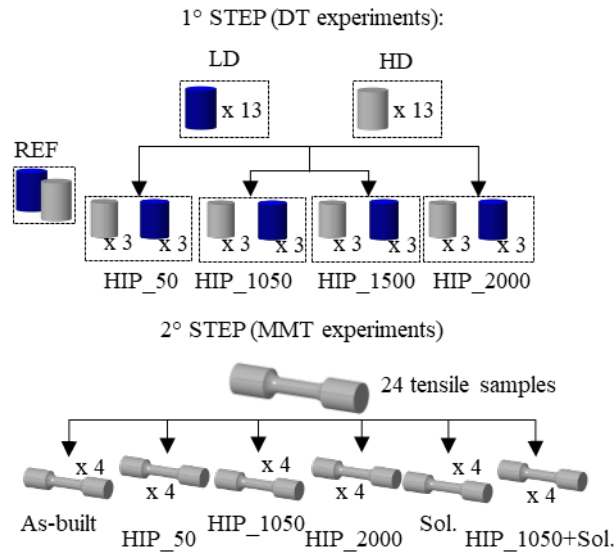 1° STEP (DT experiments):
LD HD
x 13 x 13
REF
x 3 x 3 x 3 x 3 x 3 x 3 x 3 x 3
HIP_50 HIP_1050 HIP_1500 HIP_2000
2° STEP (MMT experiments)
24 tensile samples
x 4 x 4 x 4
x 4 x 4 x 4
As-built HIP_1050 Sol.
HIP_50 HIP_2000 HIP_1050+Sol.